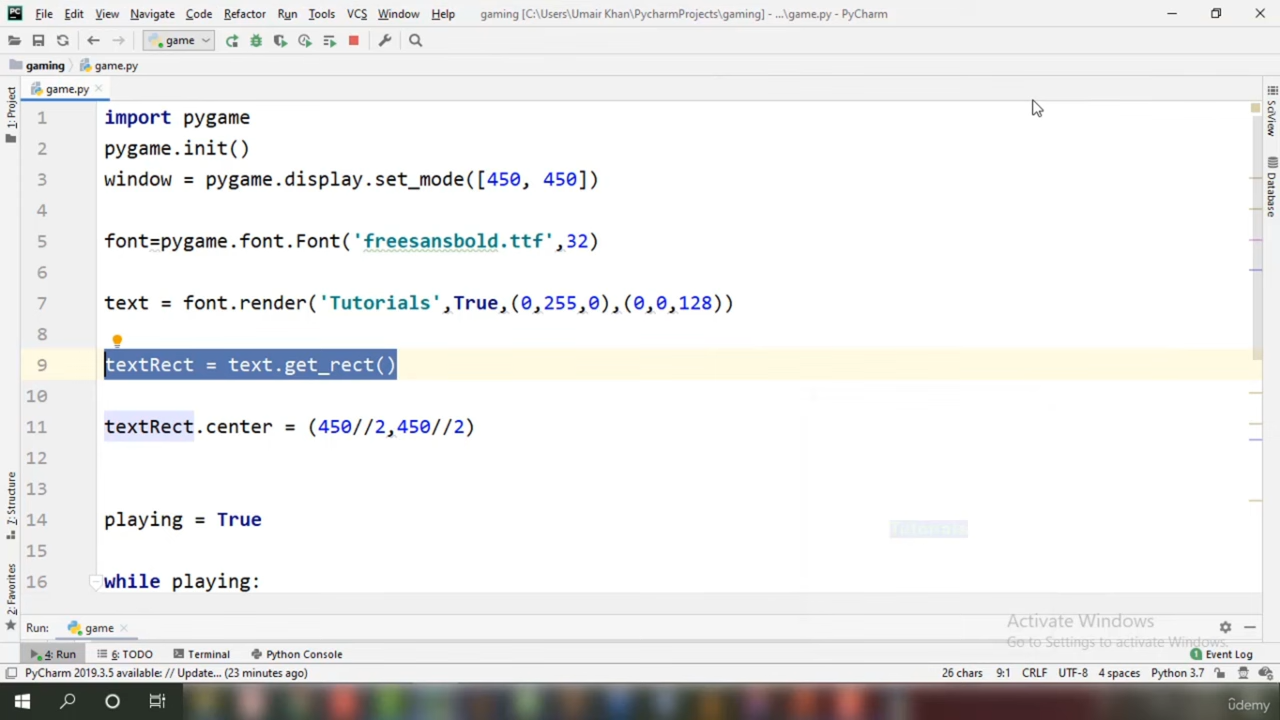 File Edit View Navigate Code Refactor Run Tools VCS Window Help gaming [C:\Users\Umair Khan\PycharmProjects\gaming] - ...\game.py - PyCharm
game
gaming game.py
1: Project
game.py
SciView
Database
1 import pygame
2 pygame.init()
3 window = pygame.display.set_mode([450, 450])
4
5 font=pygame.font.Font('freesansbold.ttf',32)
6
7 text = font.render('Tutorials',True,(0,255,0),(0,0,128))
8
9 textRect = text.get_rect()
10
11 textRect.center = (450//2,450//2)
12
13
14 playing = True
15
16 while playing:
Tutorials
7: Structure
2: Favorites
Activate Windows
Go to Settings to activate Windows.
Run: game
4: Run 6: TODO Terminal Python Console 1 Event Log
PyCharm 2019.3.5 available: // Update... (23 minutes ago) 26 chars 9:1 CRLF UTF-8 4 spaces Python 3.7
ûdemy